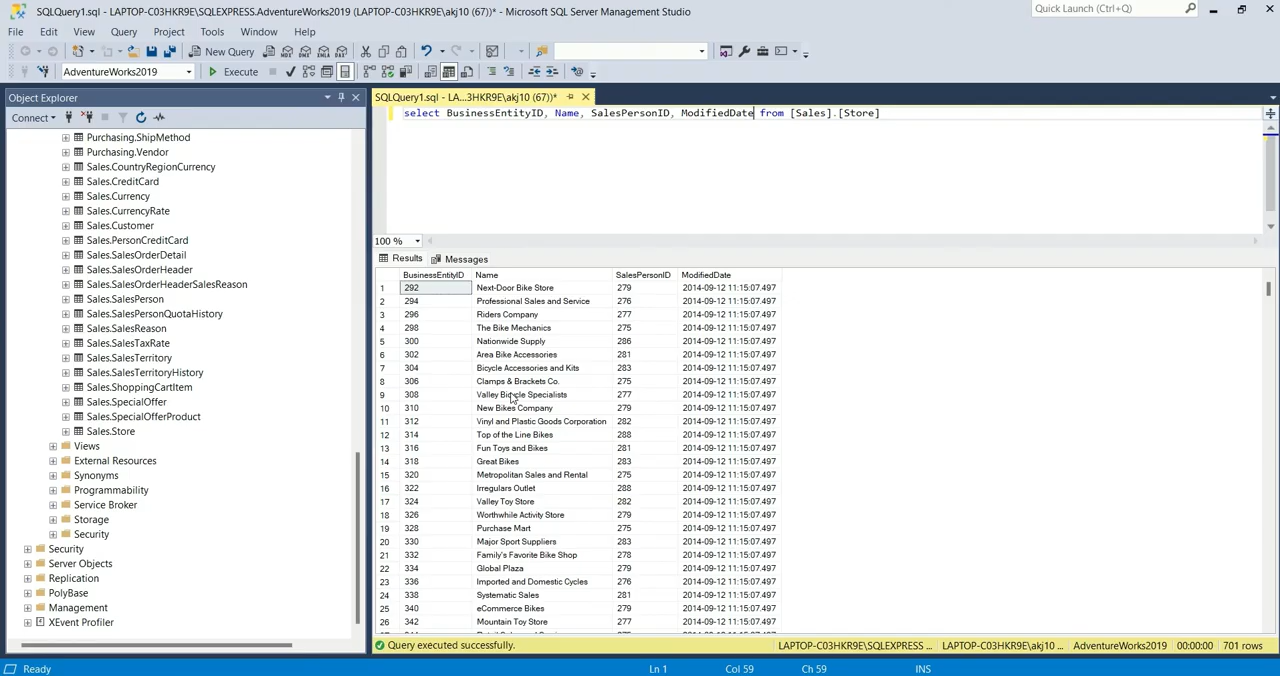 SQLQuery1.sql - LAPTOP-C03HKR9E\SQLEXPRESS.AdventureWorks2019 (LAPTOP-C03HKR9E\akj10 (67))* - Microsoft SQL Server Management Studio
Quick Launch (Ctrl+Q)
File Edit View Query Project Tools Window Help
New Query
AdventureWorks2019 Execute
Object Explorer
Connect
Purchasing.ShipMethod
Purchasing.Vendor
Sales.CountryRegionCurrency
Sales.CreditCard
Sales.Currency
Sales.CurrencyRate
Sales.Customer
Sales.PersonCreditCard
Sales.SalesOrderDetail
Sales.SalesOrderHeader
Sales.SalesOrderHeaderSalesReason
Sales.SalesPerson
Sales.SalesPersonQuotaHistory
Sales.SalesReason
Sales.SalesTaxRate
Sales.SalesTerritory
Sales.SalesTerritoryHistory
Sales.ShoppingCartItem
Sales.SpecialOffer
Sales.SpecialOfferProduct
Sales.Store
Views
External Resources
Synonyms
Programmability
Service Broker
Storage
Security
Security
Server Objects
Replication
PolyBase
Management
XEvent Profiler
SQLQuery1.sql - LA...3HKR9E\akj10 (67))*
select BusinessEntityID, Name, SalesPersonID, ModifiedDate from [Sales].[Store]
100 %
Results Messages
BusinessEntityID Name SalesPersonID ModifiedDate
1 292 Next-Door Bike Store 279 2014-09-12 11:15:07.497
2 294 Professional Sales and Service 276 2014-09-12 11:15:07.497
3 296 Riders Company 277 2014-09-12 11:15:07.497
4 298 The Bike Mechanics 275 2014-09-12 11:15:07.497
5 300 Nationwide Supply 286 2014-09-12 11:15:07.497
6 302 Area Bike Accessories 281 2014-09-12 11:15:07.497
7 304 Bicycle Accessories and Kits 283 2014-09-12 11:15:07.497
8 306 Clamps & Brackets Co. 275 2014-09-12 11:15:07.497
9 308 Valley Bicycle Specialists 277 2014-09-12 11:15:07.497
10 310 New Bikes Company 279 2014-09-12 11:15:07.497
11 312 Vinyl and Plastic Goods Corporation 282 2014-09-12 11:15:07.497
12 314 Top of the Line Bikes 288 2014-09-12 11:15:07.497
13 316 Fun Toys and Bikes 281 2014-09-12 11:15:07.497
14 318 Great Bikes 283 2014-09-12 11:15:07.497
15 320 Metropolitan Sales and Rental 275 2014-09-12 11:15:07.497
16 322 Irregulars Outlet 288 2014-09-12 11:15:07.497
17 324 Valley Toy Store 282 2014-09-12 11:15:07.497
18 326 Worthwhile Activity Store 279 2014-09-12 11:15:07.497
19 328 Purchase Mart 275 2014-09-12 11:15:07.497
20 330 Major Sport Suppliers 283 2014-09-12 11:15:07.497
21 332 Family's Favorite Bike Shop 278 2014-09-12 11:15:07.497
22 334 Global Plaza 279 2014-09-12 11:15:07.497
23 336 Imported and Domestic Cycles 276 2014-09-12 11:15:07.497
24 338 Systematic Sales 281 2014-09-12 11:15:07.497
25 340 eCommerce Bikes 279 2014-09-12 11:15:07.497
26 342 Mountain Toy Store 277 2014-09-12 11:15:07.497
Query executed successfully. LAPTOP-C03HKR9E\SQLEXPRESS ... LAPTOP-C03HKR9E\akj10 ... AdventureWorks2019 00:00:00 701 rows
Ready Ln 1 Col 59 Ch 59 INS